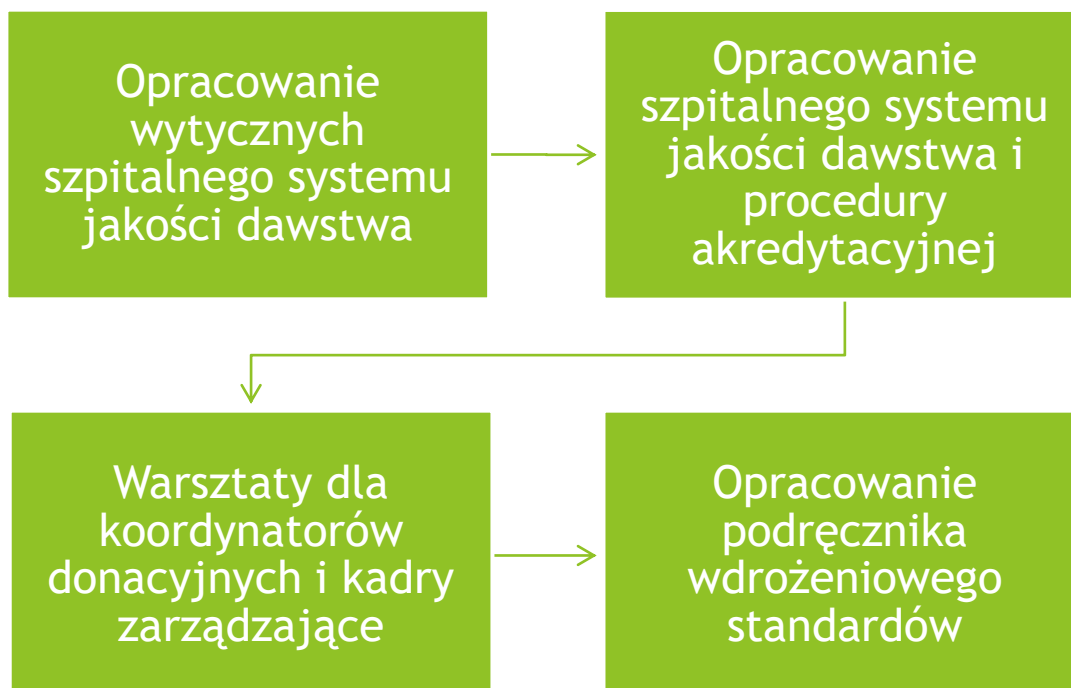 Opracowanie
wytycznych
szpitalnego systemu
jakości dawstwa
Opracowanie
szpitalnego systemu
jakości dawstwa i
procedury
akredytacyjnej
Warsztaty dla
koordynatorów
donacyjnych i kadry
zarządzające
Opracowanie
podręcznika
wdrożeniowego
standardów